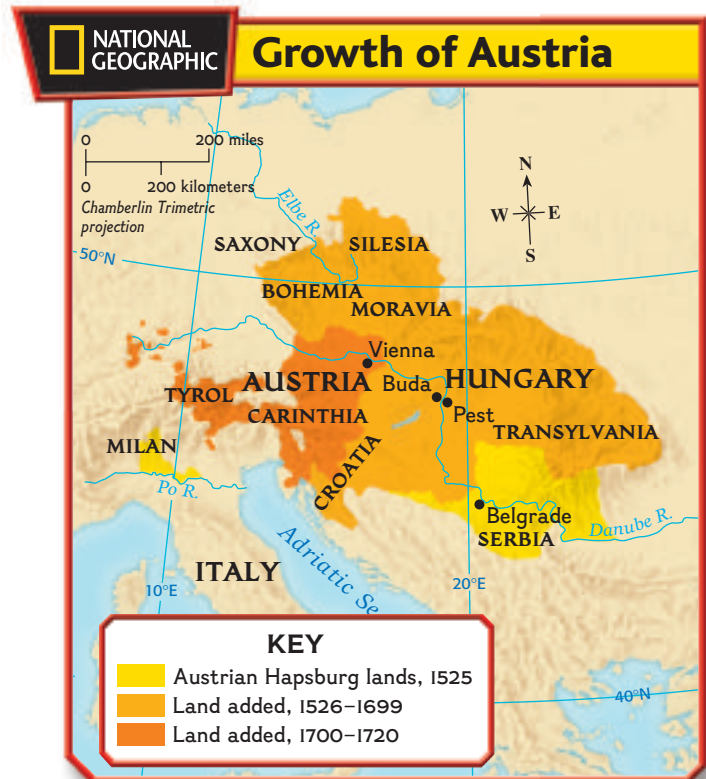 NATIONAL
GEOGRAPHIC
Growth of Austria
0 200 miles
0 200 kilometers
Chamberlin Trimetric
projection
N
W E
S
Elbe R.
SAXONY
SILESIA
50°N
BOHEMIA
MORAVIA
Vienna
AUSTRIA
Buda
HUNGARY
TYROL
Pest
CARINTHIA
TRANSYLVANIA
MILAN
CROATIA
Po R.
Belgrade
Danube R.
SERBIA
ITALY
Adriatic Se
10°E
20°E
40°N
KEY
Austrian Hapsburg lands, 1525
Land added, 1526–1699
Land added, 1700–1720